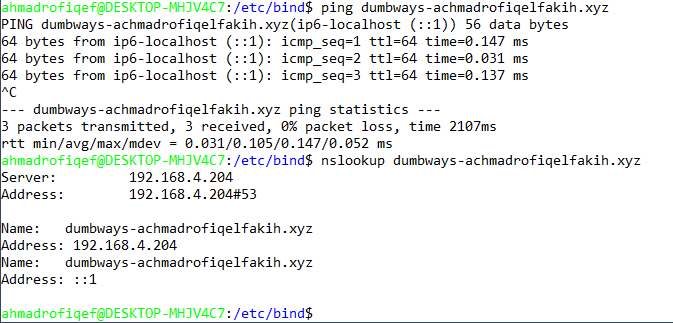 ahmadrofiqef@DESKTOP-MHJV4C7:/etc/bind$ ping dumbways-achmadrofiqelfakih.xyz
PING dumbways-achmadrofiqelfakih.xyz(ip6-localhost (::1)) 56 data bytes
64 bytes from ip6-localhost (::1): icmp_seq=1 ttl=64 time=0.147 ms
64 bytes from ip6-localhost (::1): icmp_seq=2 ttl=64 time=0.031 ms
64 bytes from ip6-localhost (::1): icmp_seq=3 ttl=64 time=0.137 ms
^C
--- dumbways-achmadrofiqelfakih.xyz ping statistics ---
3 packets transmitted, 3 received, 0% packet loss, time 2107ms
rtt min/avg/max/mdev = 0.031/0.105/0.147/0.052 ms
ahmadrofiqef@DESKTOP-MHJV4C7:/etc/bind$ nslookup dumbways-achmadrofiqelfakih.xyz
Server:         192.168.4.204
Address:        192.168.4.204#53

Name:   dumbways-achmadrofiqelfakih.xyz
Address: 192.168.4.204
Name:   dumbways-achmadrofiqelfakih.xyz
Address: ::1

ahmadrofiqef@DESKTOP-MHJV4C7:/etc/bind$